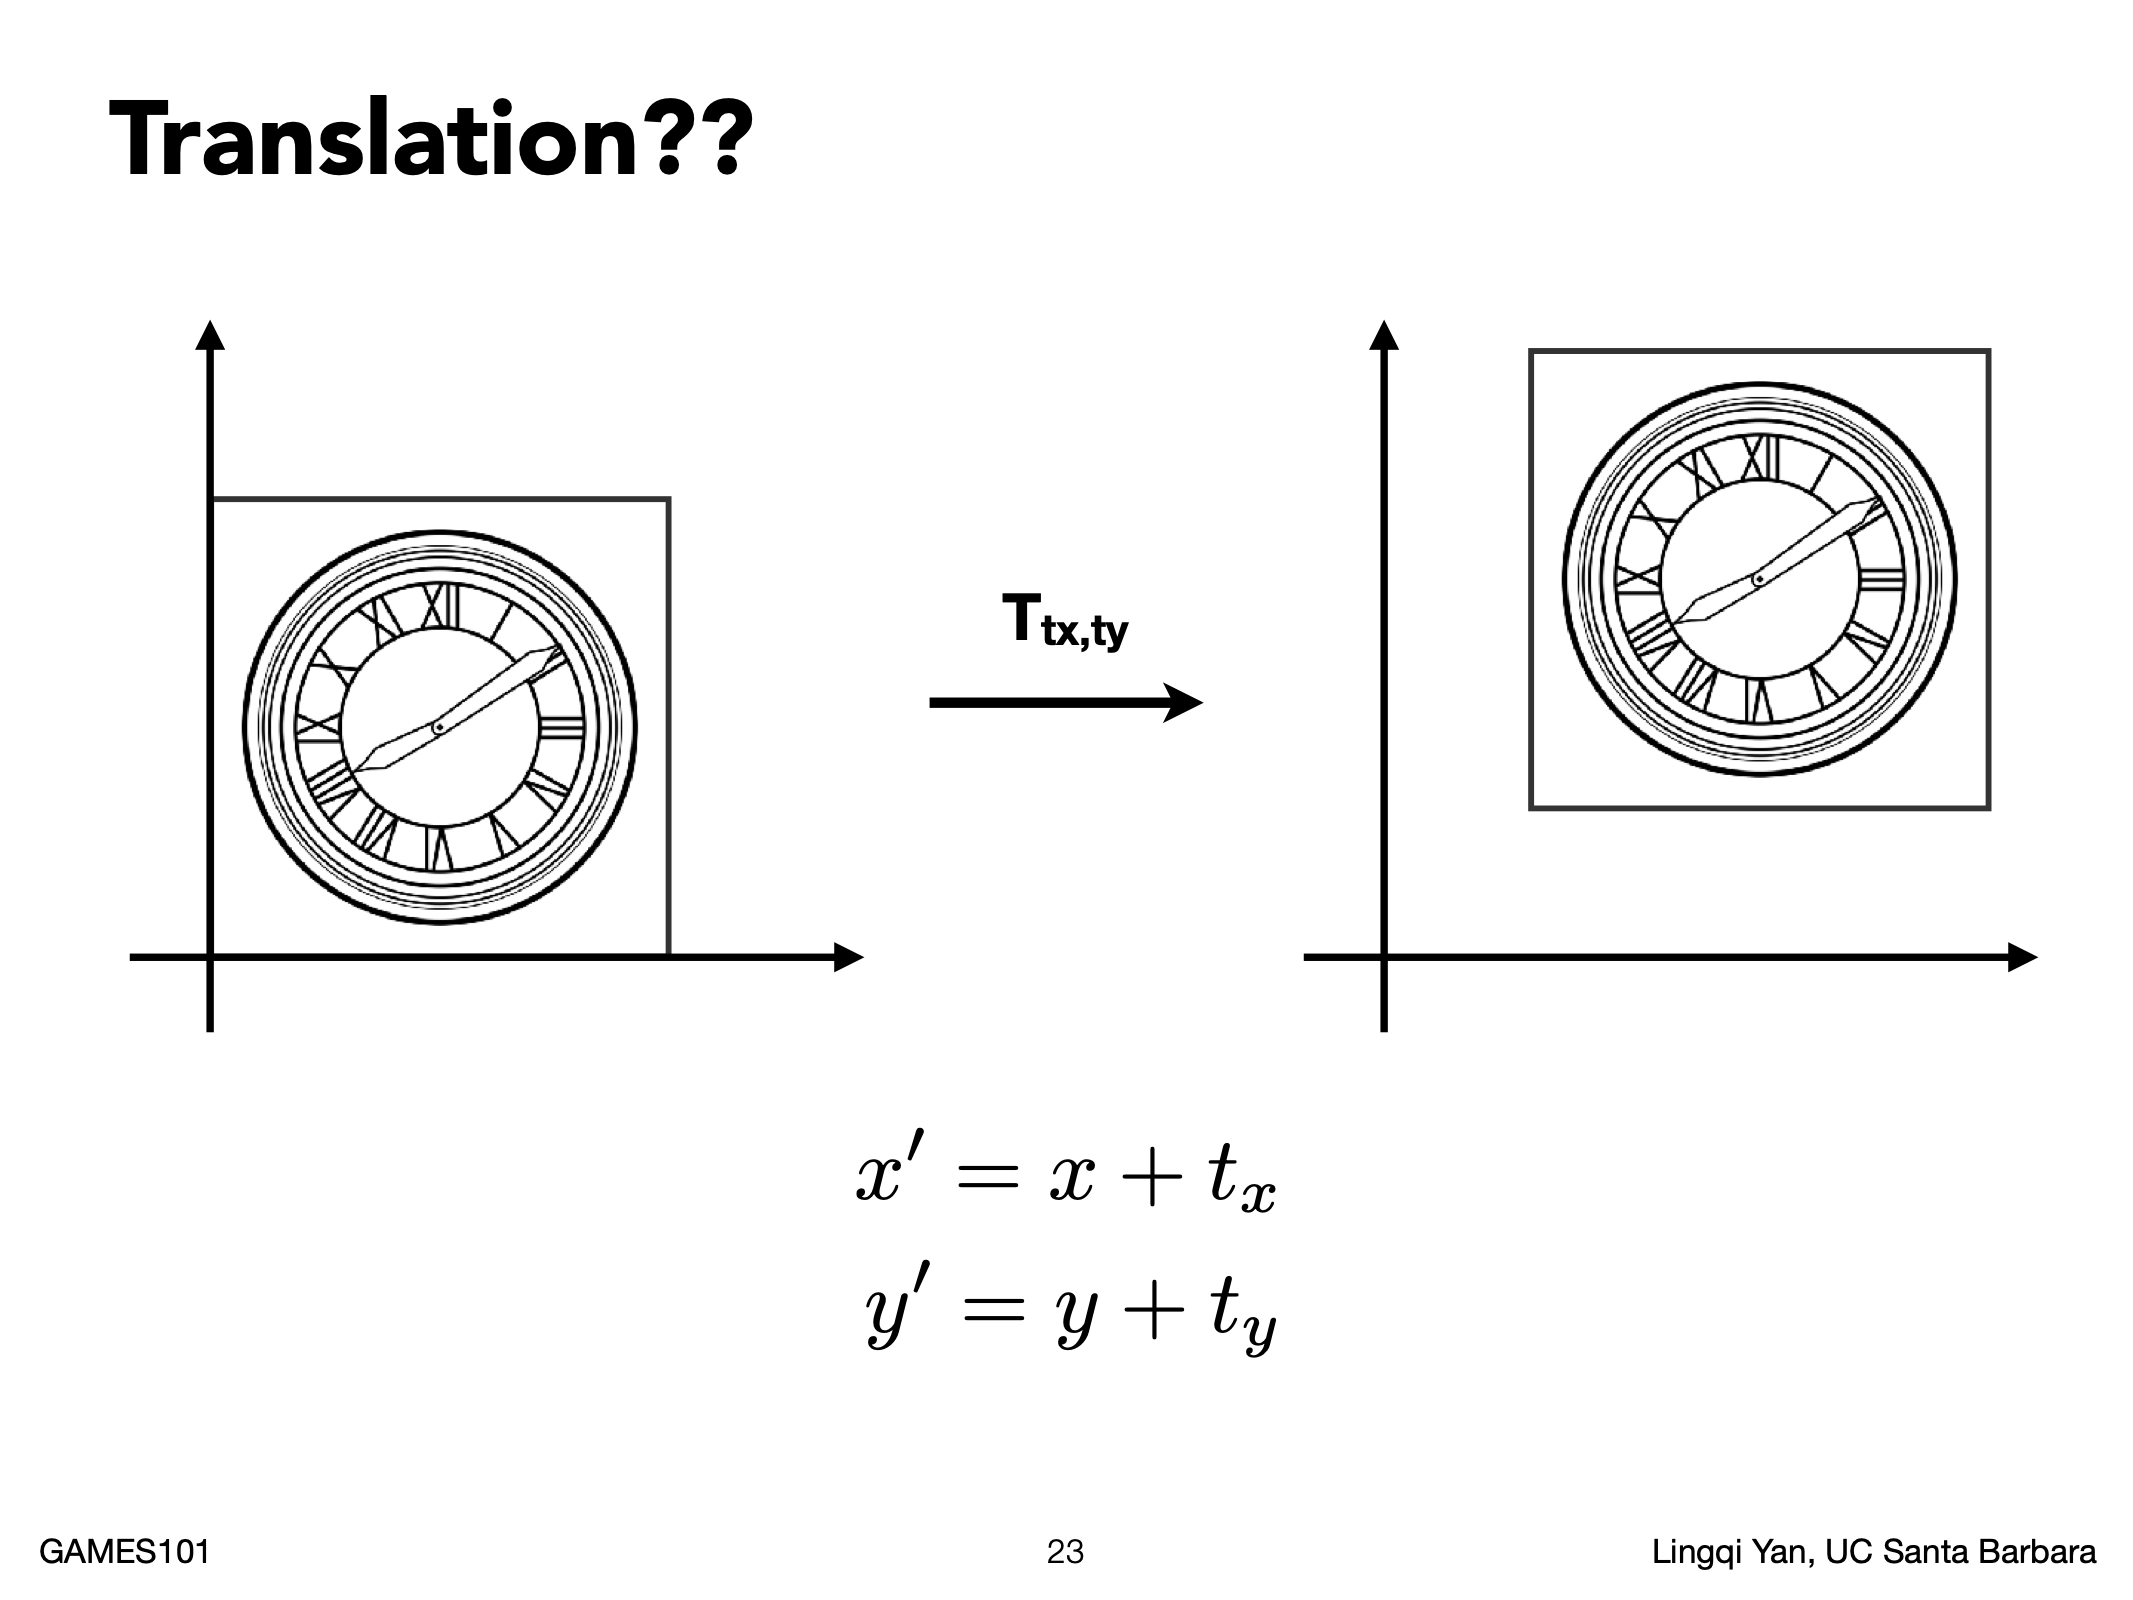 Translation??
Ttx,ty
x′ = x + tx
y′ = y + ty
GAMES101
23
Lingqi Yan, UC Santa Barbara